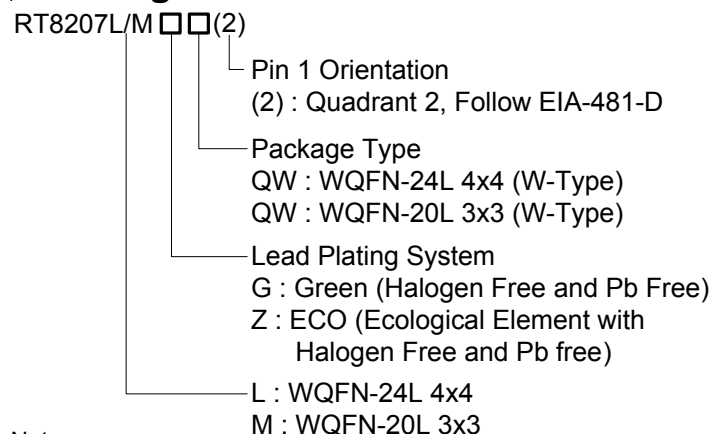 RT8207L/M □ □(2)
Pin 1 Orientation
(2) : Quadrant 2, Follow EIA-481-D
Package Type
QW : WQFN-24L 4x4 (W-Type)
QW : WQFN-20L 3x3 (W-Type)
Lead Plating System
G : Green (Halogen Free and Pb Free)
Z : ECO (Ecological Element with
Halogen Free and Pb free)
L : WQFN-24L 4x4
M : WQFN-20L 3x3